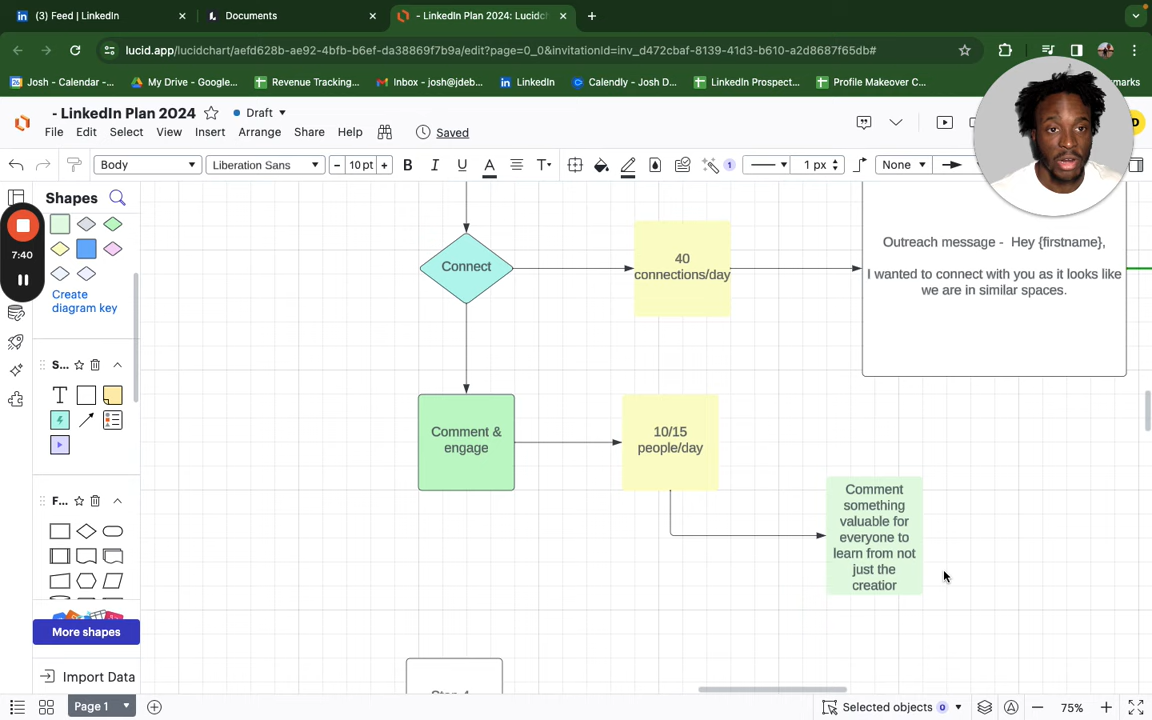 (3) Feed | LinkedIn
Documents
- LinkedIn Plan 2024: Lucidch
lucid.app/lucidchart/aefd628b-ae92-4bfb-b6ef-da38869f7b9a/edit?page=0_0&invitationId=inv_d472cbaf-8139-41d3-b610-a2d8687f65db#
Josh - Calendar -...
My Drive - Google...
Revenue Tracking...
Inbox - josh@jdeb...
LinkedIn
Calendly - Josh D...
LinkedIn Prospect...
Profile Makeover C...
- LinkedIn Plan 2024
Draft
File Edit Select View Insert Arrange Share Help Saved
Body
Liberation Sans
10 pt
B I U A T
1
1 px
None
Shapes
7:40
Create
diagram key
S...
T
F...
More shapes
Import Data
Connect
40
connections/day
Outreach message - Hey {firstname},
I wanted to connect with you as it looks like
we are in similar spaces.
Comment &
engage
10/15
people/day
Comment
something
valuable for
everyone to
learn from not
just the
creatior
Page 1
Selected objects 0
75%